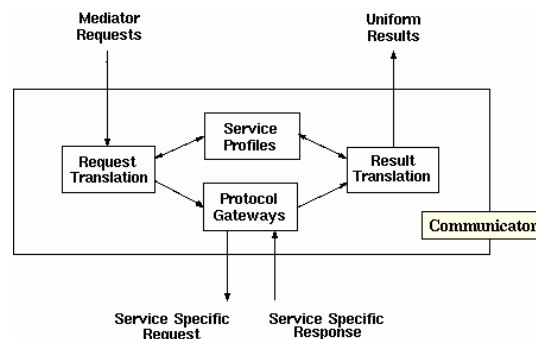 Mediator
Requests
Uniform
Results
Service
Profiles
Request
Translation
Result
Translation
Protocol
Gateways
Communicator
Service Specific
Request
Service Specific
Response